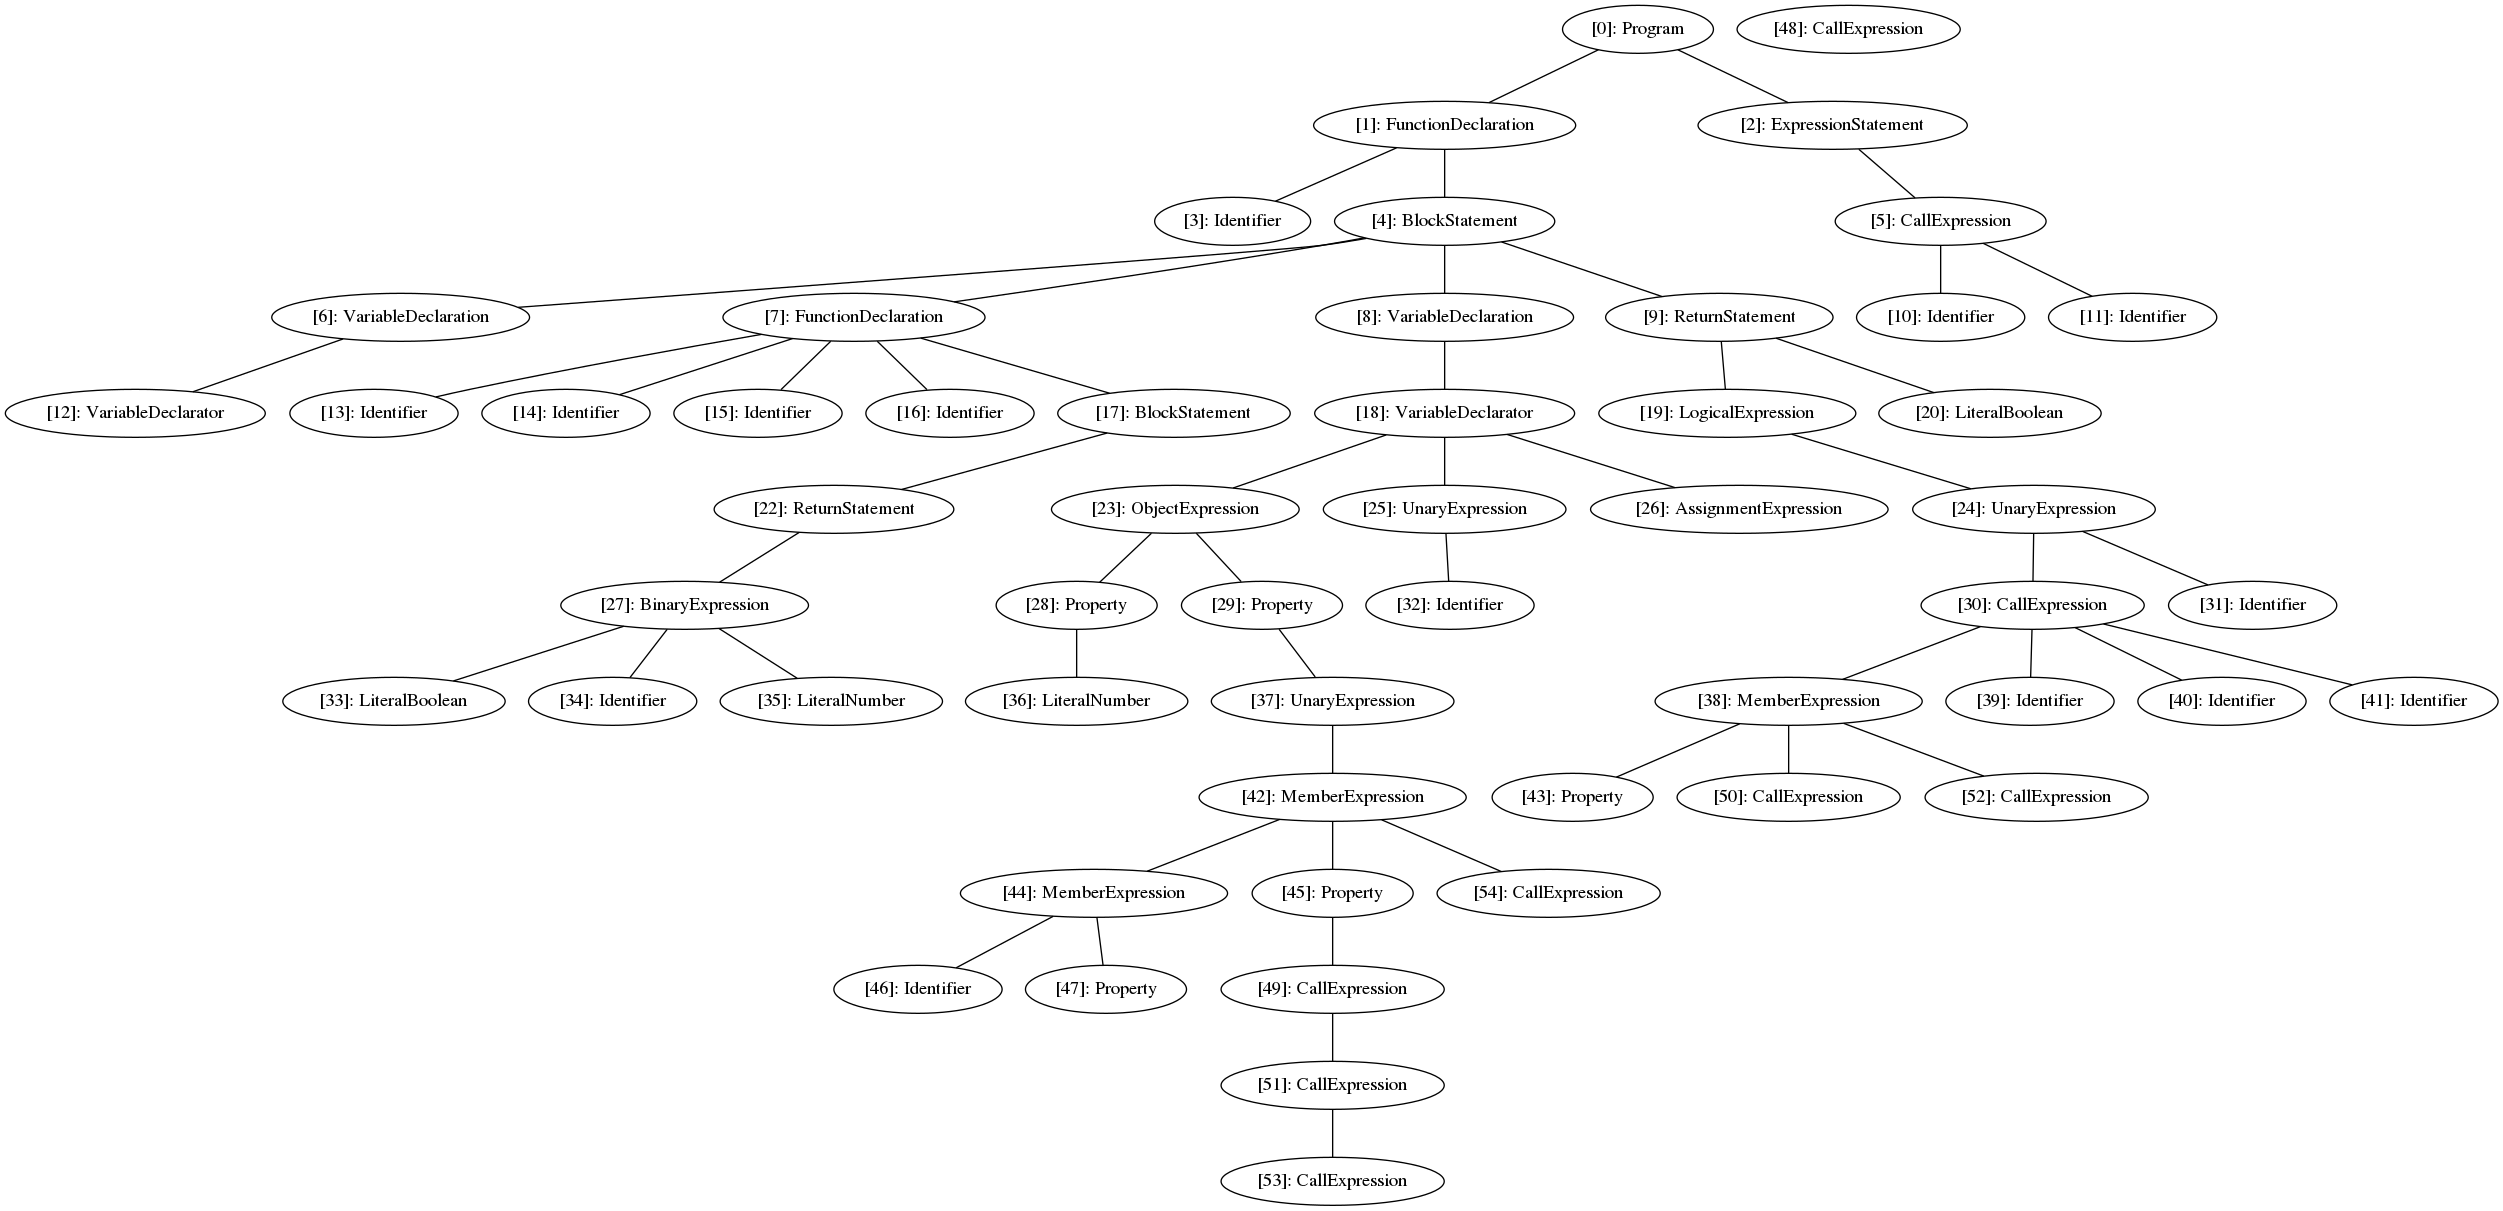 [0]: Program
[48]: CallExpression
[1]: FunctionDeclaration
[2]: ExpressionStatement
[3]: Identifier
[4]: BlockStatement
[5]: CallExpression
[6]: VariableDeclaration
[7]: FunctionDeclaration
[8]: VariableDeclaration
[9]: ReturnStatement
[10]: Identifier
[11]: Identifier
[12]: VariableDeclarator
[13]: Identifier
[14]: Identifier
[15]: Identifier
[16]: Identifier
[17]: BlockStatement
[18]: VariableDeclarator
[19]: LogicalExpression
[20]: LiteralBoolean
[22]: ReturnStatement
[23]: ObjectExpression
[25]: UnaryExpression
[26]: AssignmentExpression
[24]: UnaryExpression
[27]: BinaryExpression
[28]: Property
[29]: Property
[32]: Identifier
[30]: CallExpression
[31]: Identifier
[33]: LiteralBoolean
[34]: Identifier
[35]: LiteralNumber
[36]: LiteralNumber
[37]: UnaryExpression
[38]: MemberExpression
[39]: Identifier
[40]: Identifier
[41]: Identifier
[42]: MemberExpression
[43]: Property
[50]: CallExpression
[52]: CallExpression
[44]: MemberExpression
[45]: Property
[54]: CallExpression
[46]: Identifier
[47]: Property
[49]: CallExpression
[51]: CallExpression
[53]: CallExpression